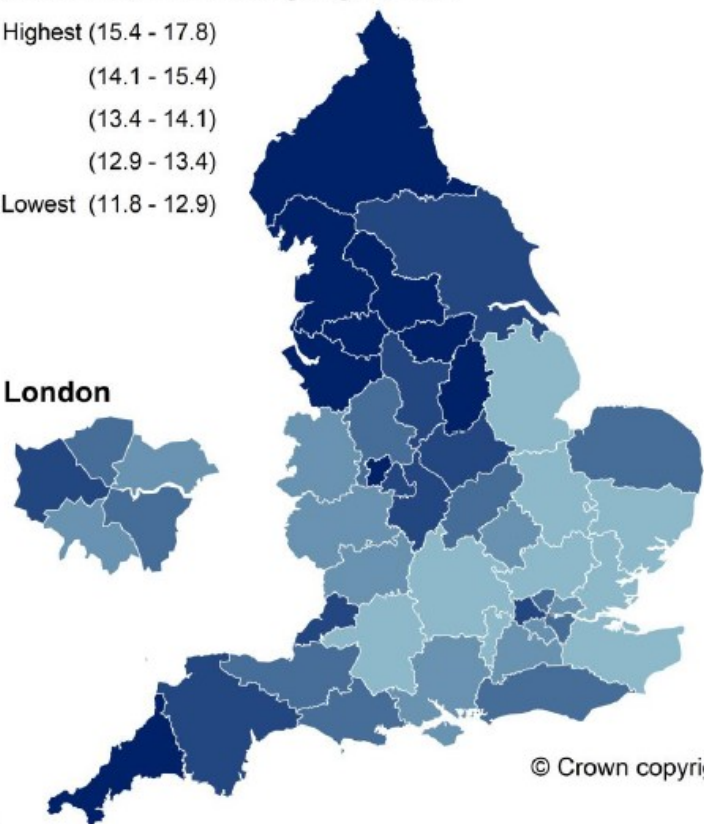 Highest (15.4 - 17.8)
(14.1 - 15.4)
(13.4 - 14.1)
(12.9 - 13.4)
Lowest (11.8 - 12.9)
London
© Crown copyrig